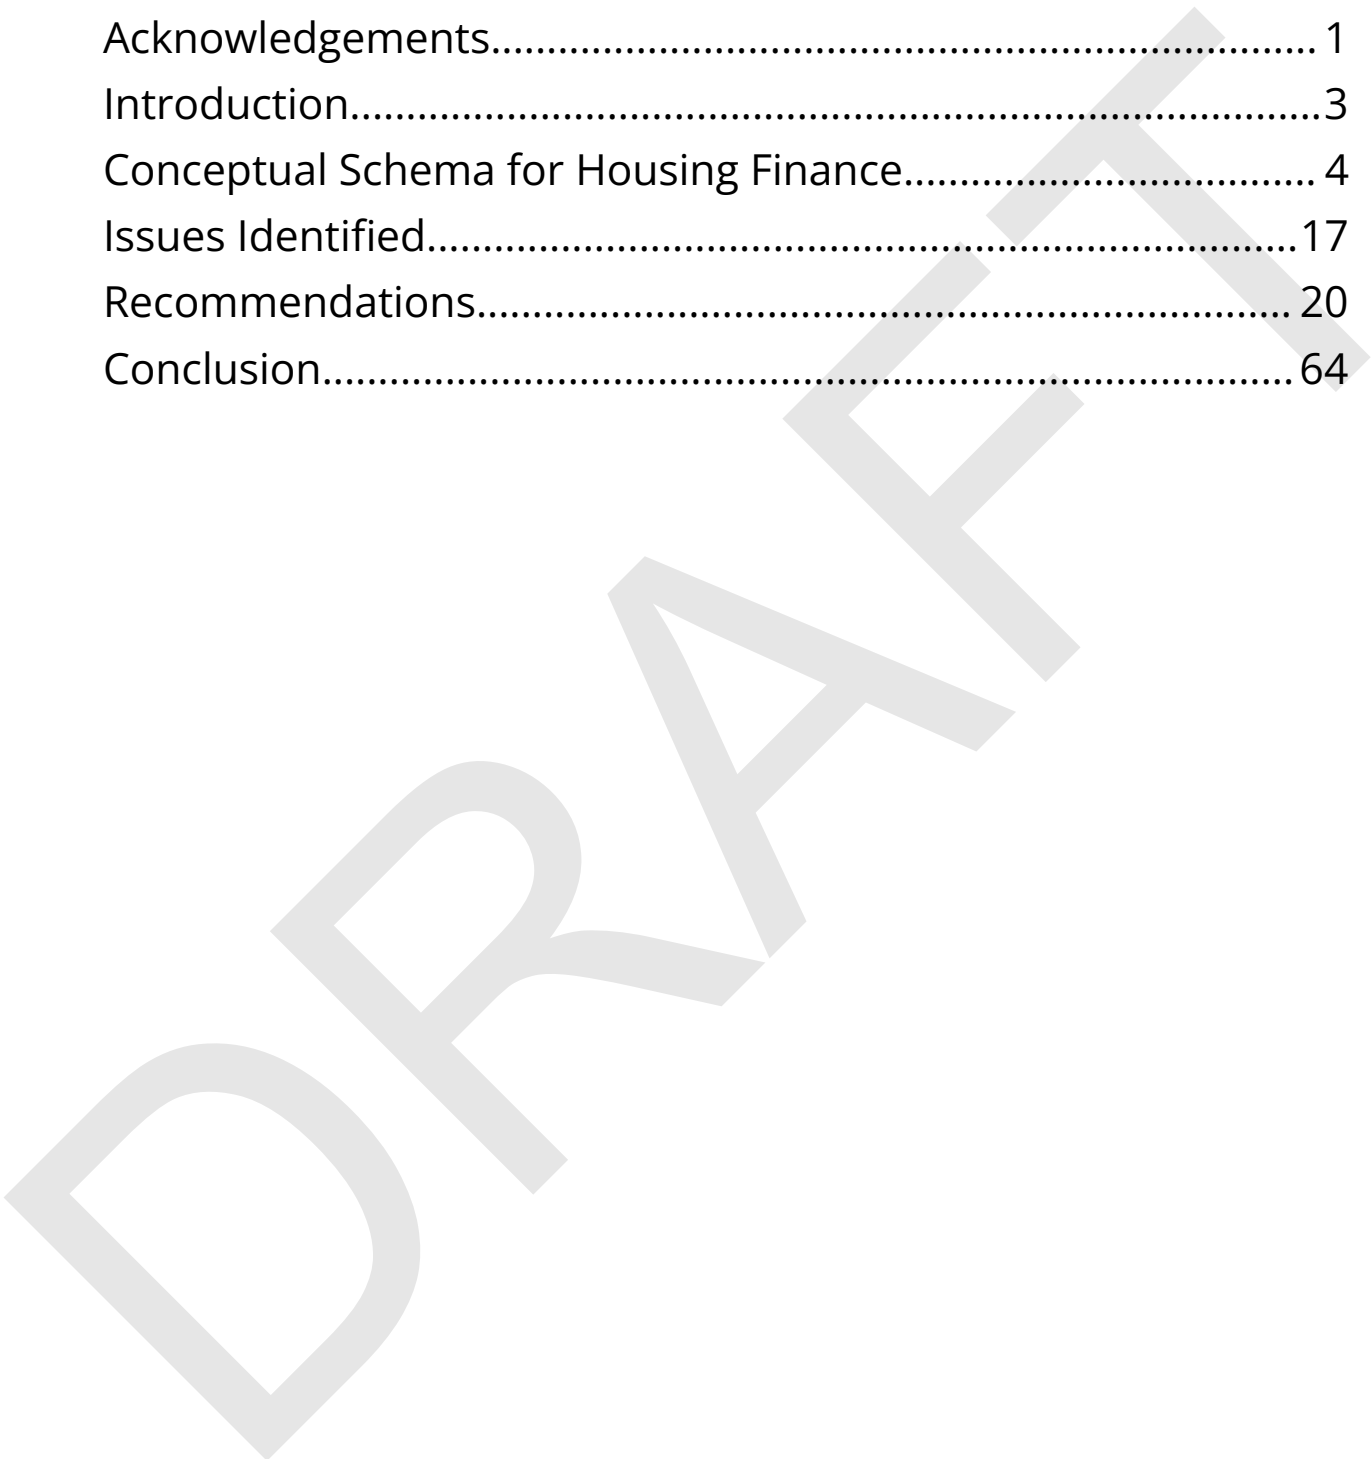 Acknowledgements.......................................................................... 1
Introduction.......................................................................................3
Conceptual Schema for Housing Finance..................................... 4
Issues Identified..............................................................................17
Recommendations......................................................................... 20
Conclusion....................................................................................... 64
DRAFT